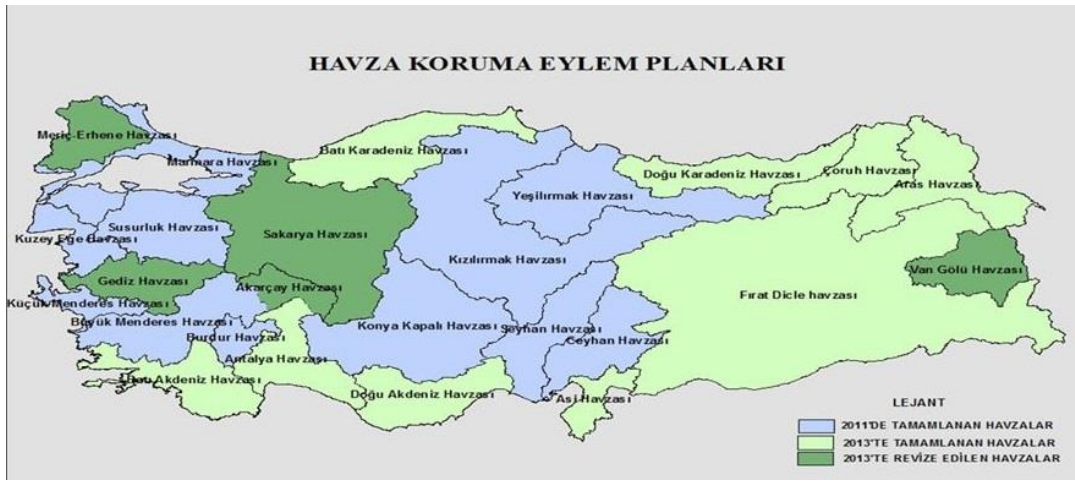 HAVZA KORUMA EYLEM PLANLARI
Meriç-Erhene Havzası
Marmara Havzası
Batı Karadeniz Havzası
Doğu Karadeniz Havzası
Çoruh Havzası
Aras Havzası
Yeşilırmak Havzası
Susurluk Havzası
Sakarya Havzası
Kuzey Ege Havzası
Kızılırmak Havzası
Van Gölü Havzası
Gediz Havzası
Akarçay Havzası
Fırat Dicle havzası
Küçük Menderes Havzası
Büyük Menderes Havzası
Konya Kapalı Havzası
Seyhan Havzası
Burdur Havzası
Ceyhan Havzası
Antalya Havzası
Batı Akdeniz Havzası
Doğu Akdeniz Havzası
Asi Havzası
LEJANT
2011'DE TAMAMLANAN HAVZALAR
2013'TE TAMAMLANAN HAVZALAR
2013'TE REVİZE EDİLEN HAVZALAR